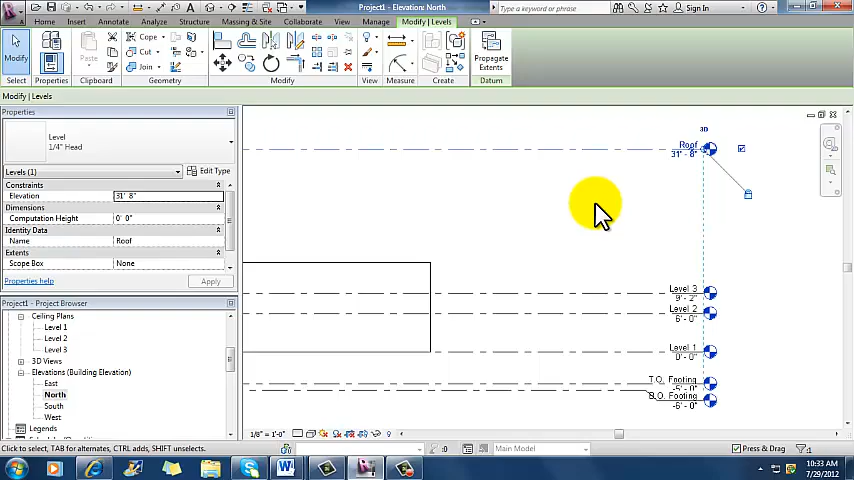 Project1 - Elevation: North
Type a keyword or phrase
Sign In
Home Insert Annotate Structure Massing & Site Collaborate View Manage Modify | Levels
Modify
Paste
Cope
Cut
Join
Propagate
Extents
Select Properties Clipboard Geometry Modify View Measure Create Datum
Modify | Levels
Properties
Level
1/4" Head
Levels (1)
Edit Type
Constraints
Elevation 31' 8"
Dimensions
Computation Height 0' 0"
Identity Data
Name Roof
Extents
Scope Box None
Properties help
Apply
Project1 - Project Browser
Ceiling Plans
Level 1
Level 2
Level 3
3D Views
Elevations (Building Elevation)
East
North
South
West
Legends
3D
Roof
31' - 8"
Level 3
9' - 2"
Level 2
6' - 0"
Level 1
0' - 0"
T.O. Footing
-5' - 0"
B.O. Footing
-6' - 0"
1/8" = 1'-0"
Click to select, TAB for alternates, CTRL adds, SHIFT unselects.
:0
Main Model
Press & Drag
:1
10:33 AM
7/29/2012